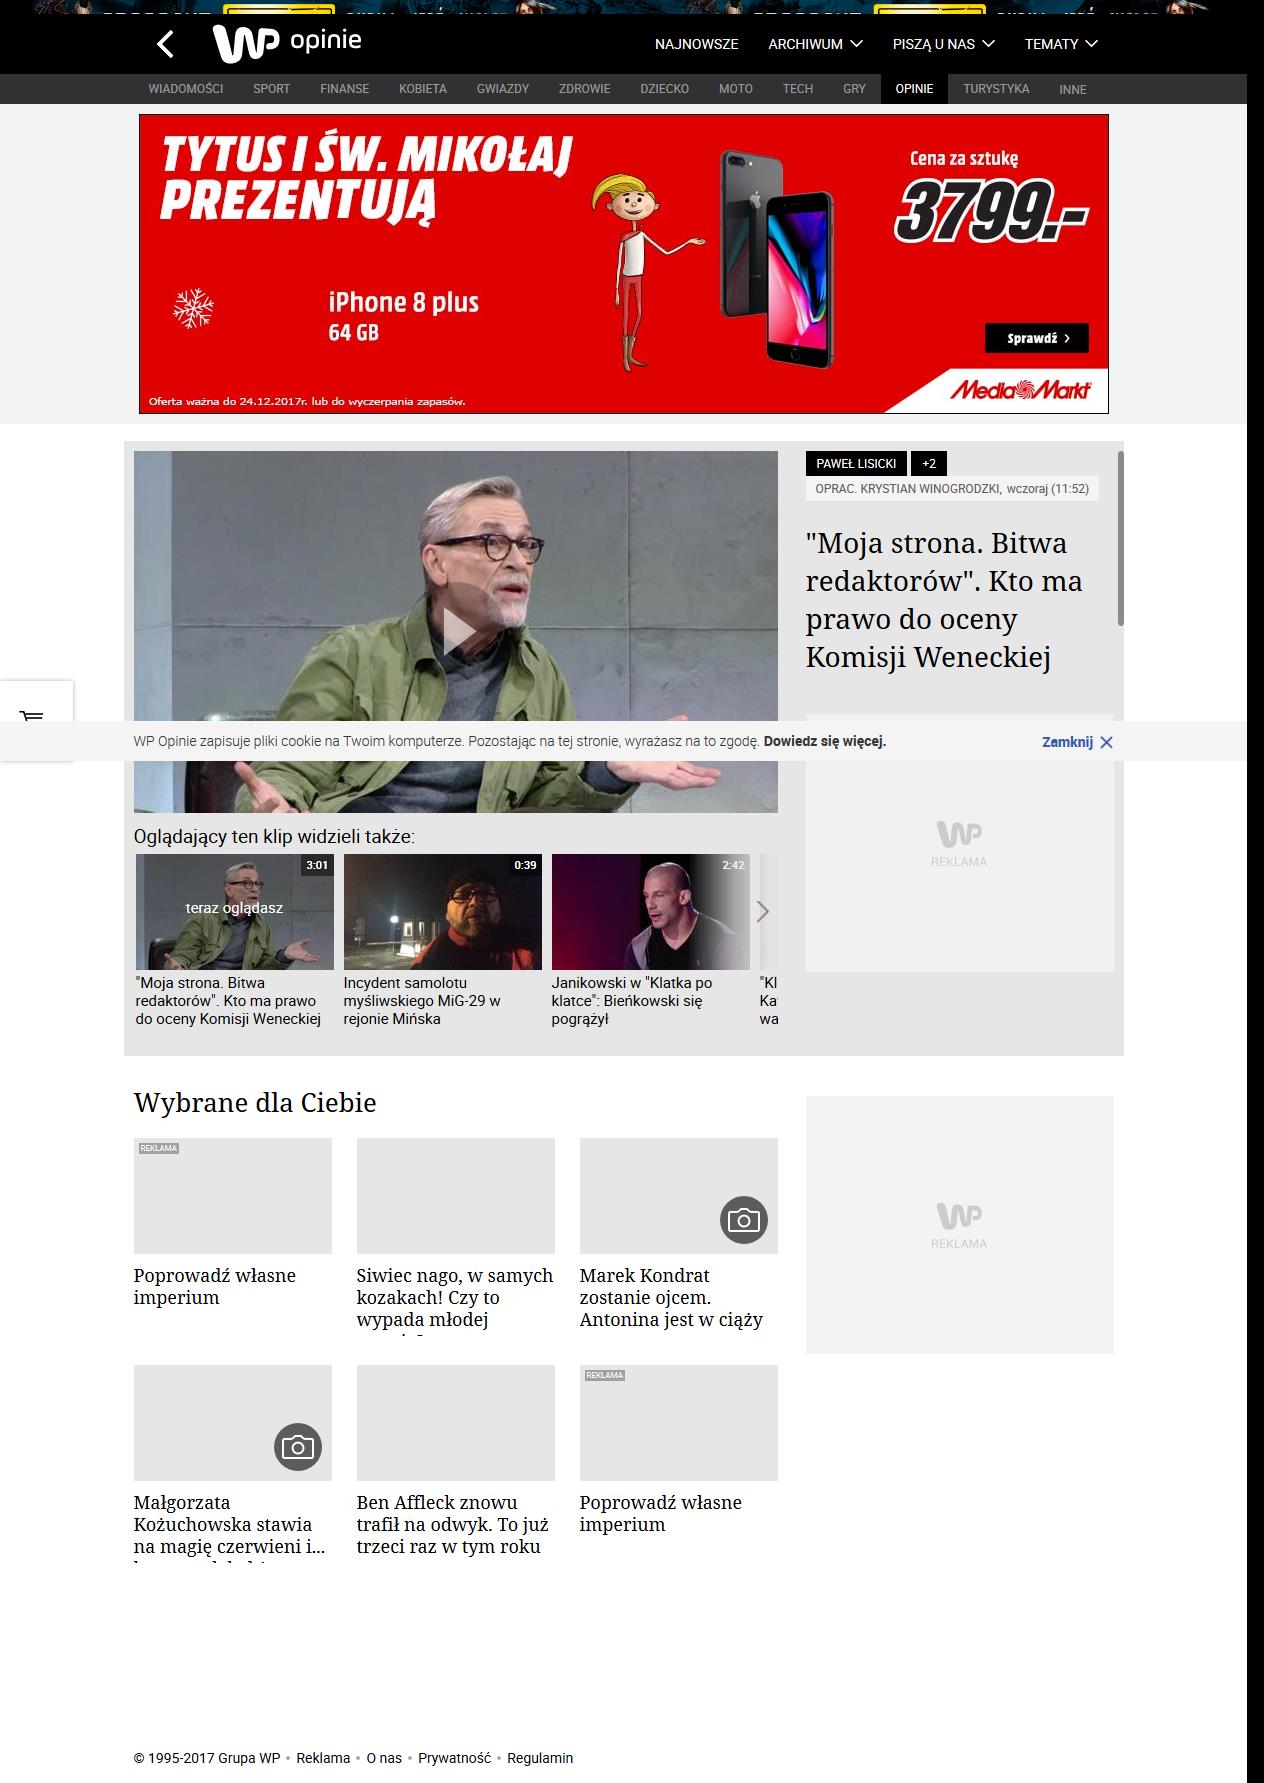 WP opinie
NAJNOWSZE ARCHIWUM PISZĄ U NAS TEMATY
WIADOMOŚCI SPORT FINANSE KOBIETA GWIAZDY ZDROWIE DZIECKO MOTO TECH GRY OPINIE TURYSTYKA INNE
TYTUS I ŚW. MIKOŁAJ
PREZENTUJĄ
Cena za sztukę
3799.-
iPhone 8 plus
64 GB
Sprawdź
Oferta ważna do 24.12.2017r. lub do wyczerpania zapasów.
Media Markt
PAWEŁ LISICKI +2
OPRAC. KRYSTIAN WINOGRODZKI, wczoraj (11:52)
"Moja strona. Bitwa
redaktorów". Kto ma
prawo do oceny
Komisji Weneckiej
WP Opinie zapisuje pliki cookie na Twoim komputerze. Pozostając na tej stronie, wyrażasz na to zgodę. Dowiedz się więcej.
Zamknij
WP
REKLAMA
Oglądający ten klip widzieli także:
3:01
teraz oglądasz
"Moja strona. Bitwa
redaktorów". Kto ma prawo
do oceny Komisji Weneckiej
0:39
Incydent samolotu
myśliwskiego MiG-29 w
rejonie Mińska
2:42
Janikowski w "Klatka po
klatce": Bieńkowski się
pogrążył
"Kl
wa
Wybrane dla Ciebie
REKLAMA
Poprowadź własne
imperium
Siwiec nago, w samych
kozakach! Czy to
wypada młodej
Marek Kondrat
zostanie ojcem.
Antonina jest w ciąży
WP
REKLAMA
Małgorzata
Kożuchowska stawia
na magię czerwieni i...
Ben Affleck znowu
trafił na odwyk. To już
trzeci raz w tym roku
REKLAMA
Poprowadź własne
imperium
© 1995-2017 Grupa WP • Reklama • O nas • Prywatność • Regulamin